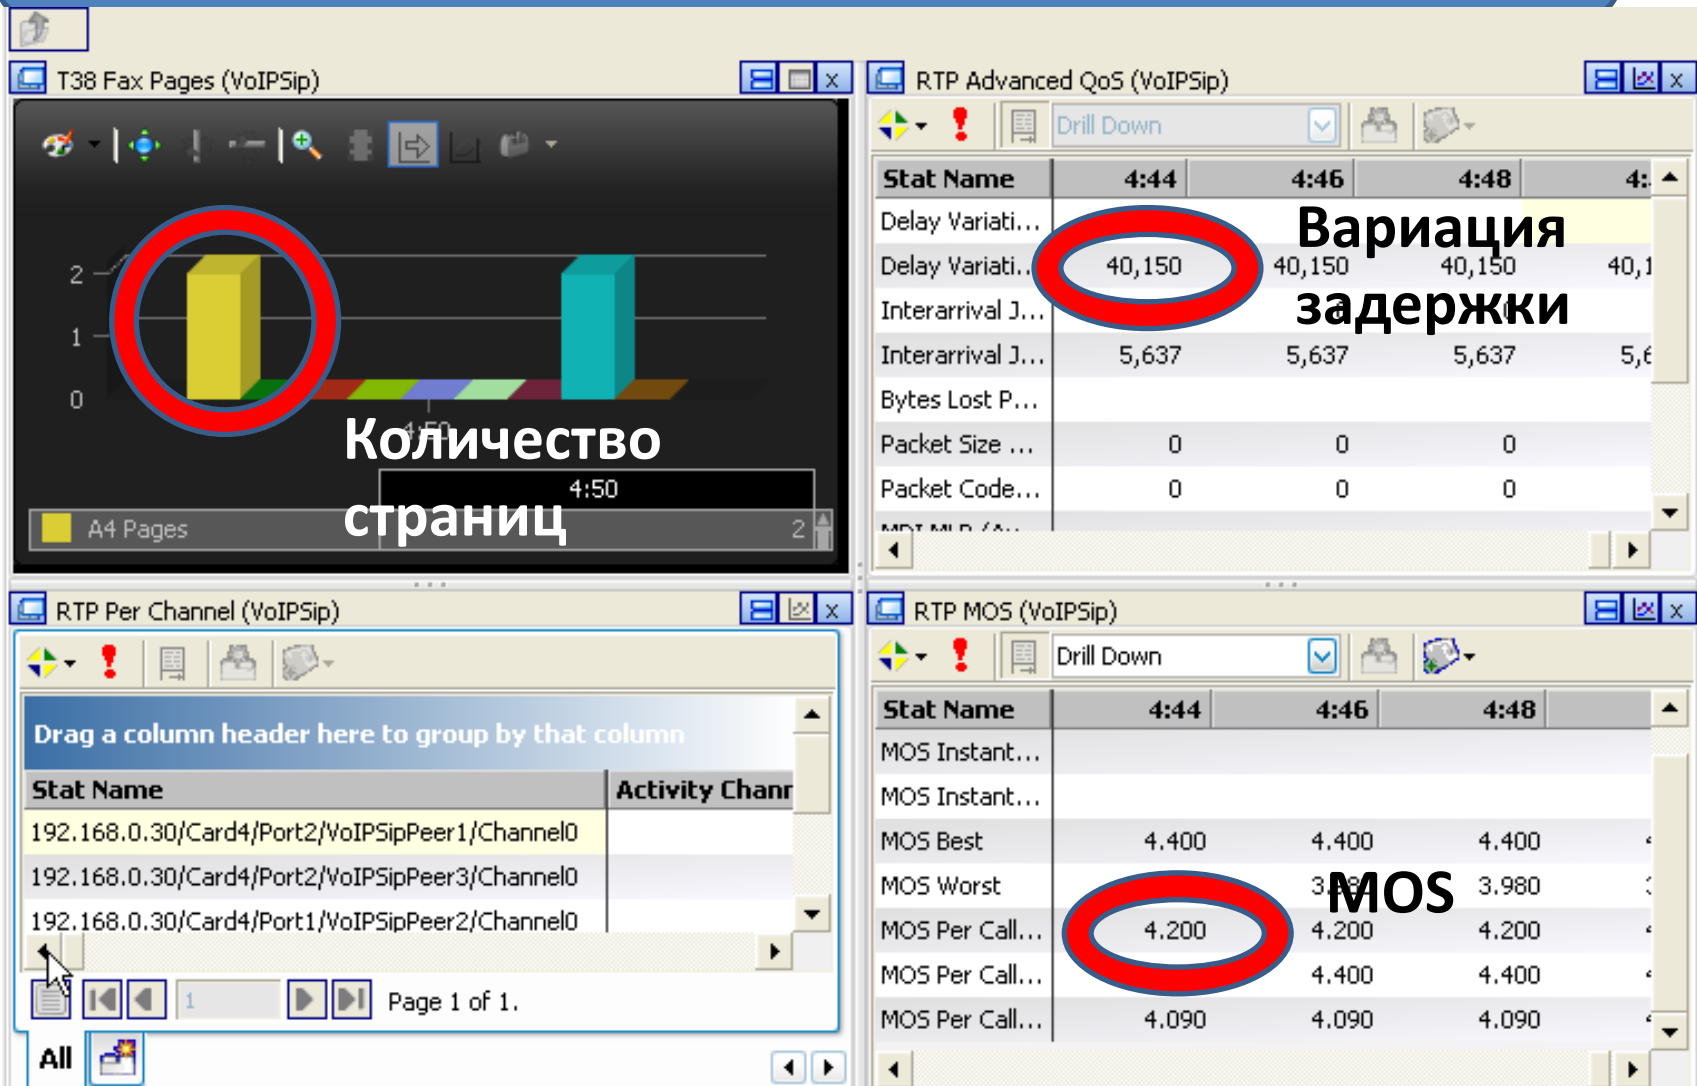 T38 Fax Pages (VoIPSip)
2
1
0
4:50
Количество
страниц
4:50
A4 Pages 2
RTP Advanced QoS (VoIPSip)
Drill Down
Stat Name 4:44 4:46 4:48 4:
Delay Variati...
Delay Variati... 40,150 40,150 40,150 40,1
Вариация
задержки
Interarrival J...
Interarrival J... 5,637 5,637 5,637 5,6
Bytes Lost P...
Packet Size ... 0 0 0
Packet Code... 0 0 0
RTP Per Channel (VoIPSip)
Drag a column header here to group by that column
Stat Name Activity Chann
192.168.0.30/Card4/Port2/VoIPSipPeer1/Channel0
192.168.0.30/Card4/Port2/VoIPSipPeer3/Channel0
192.168.0.30/Card4/Port1/VoIPSipPeer2/Channel0
1 Page 1 of 1.
All
RTP MOS (VoIPSip)
Drill Down
Stat Name 4:44 4:46 4:48
MOS Instant...
MOS Instant...
MOS Best 4.400 4.400 4.400
MOS Worst 3.980
MOS
MOS Per Call... 4.200 4.200 4.200
MOS Per Call... 4.400 4.400
MOS Per Call... 4.090 4.090 4.090